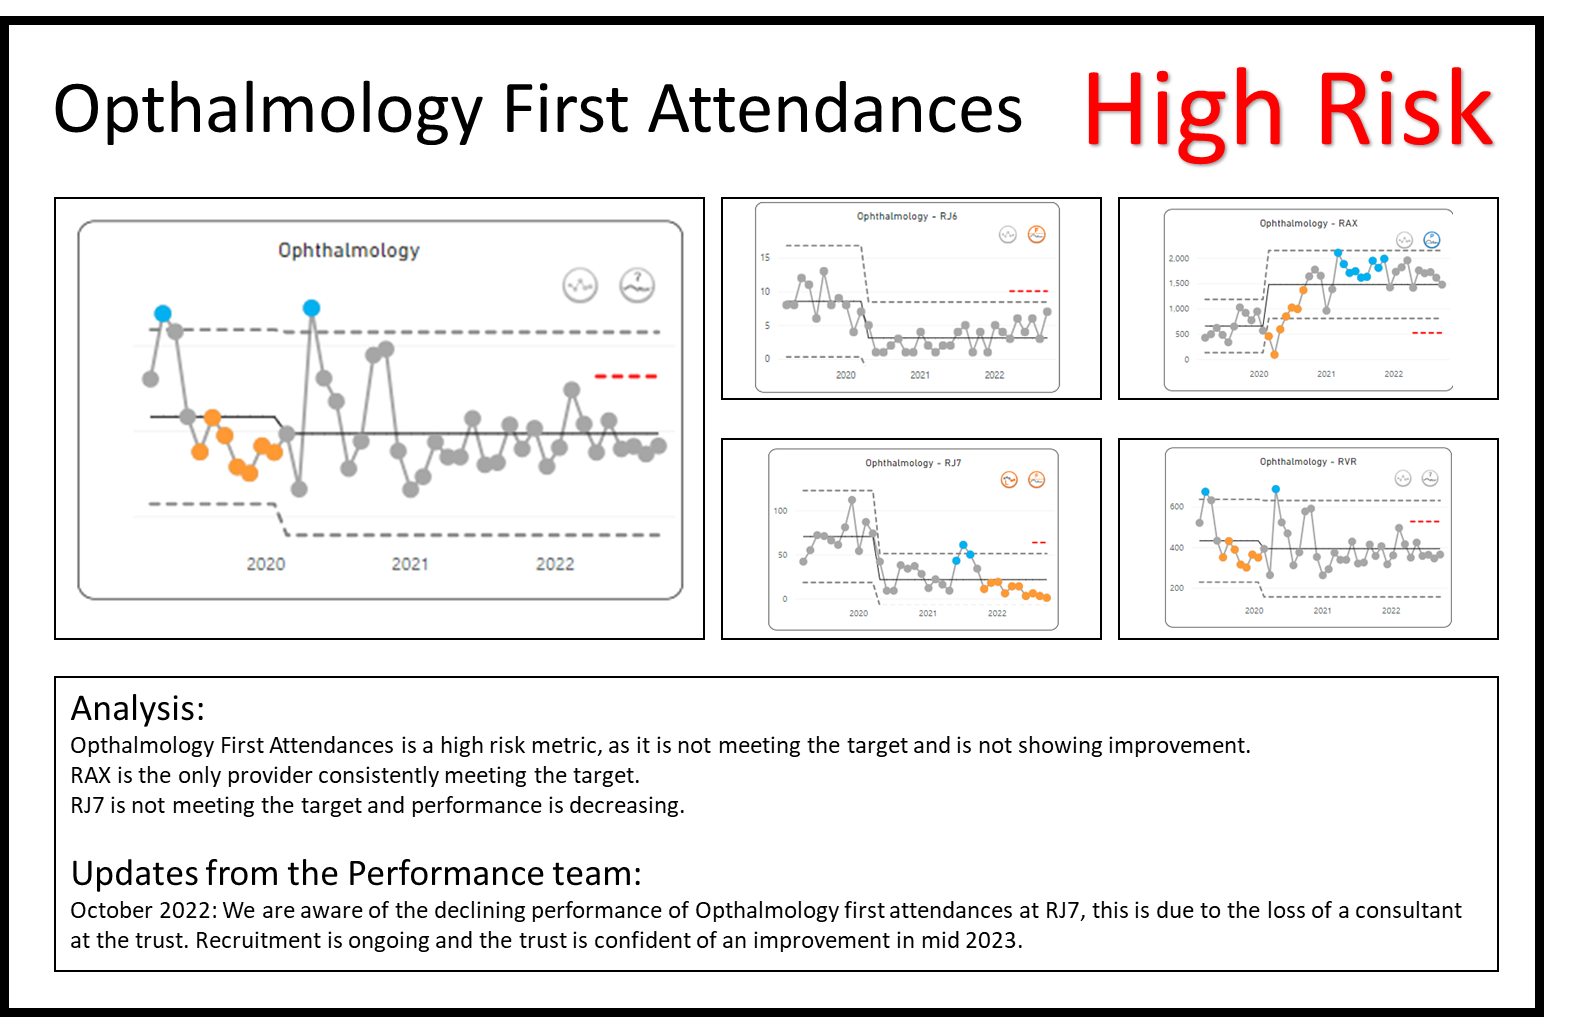 Opthalmology First Attendances
High Risk
Ophthalmology
?
2020 2021 2022
Ophthalmology - RJ6
F
15
10
5
0
2020 2021 2022
Ophthalmology - RAX
P
2,000
1,500
1,000
500
0
2020 2021 2022
Ophthalmology - RJ7
F
100
50
0
2020 2021 2022
Ophthalmology - RVR
?
600
400
200
2020 2021 2022
Analysis:
Opthalmology First Attendances is a high risk metric, as it is not meeting the target and is not showing improvement.
RAX is the only provider consistently meeting the target.
RJ7 is not meeting the target and performance is decreasing.
Updates from the Performance team:
October 2022: We are aware of the declining performance of Opthalmology first attendances at RJ7, this is due to the loss of a consultant
at the trust. Recruitment is ongoing and the trust is confident of an improvement in mid 2023.